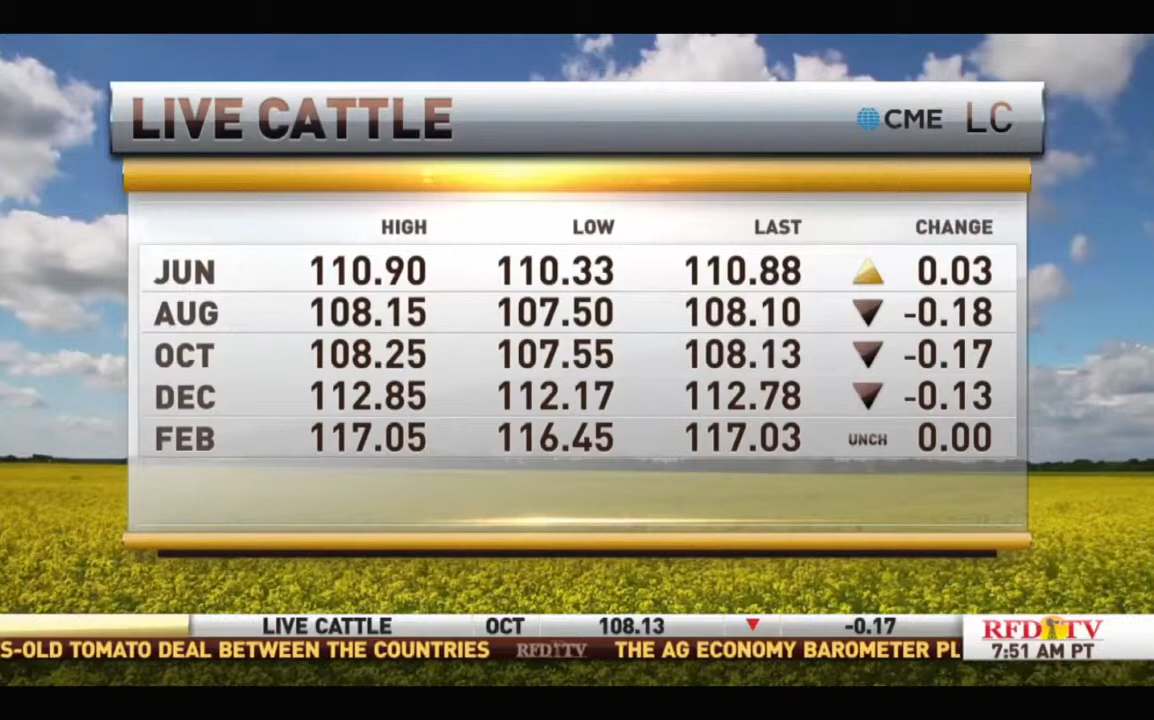 LIVE CATTLE CME LC
HIGH LOW LAST CHANGE
JUN 110.90 110.33 110.88 0.03
AUG 108.15 107.50 108.10 -0.18
OCT 108.25 107.55 108.13 -0.17
DEC 112.85 112.17 112.78 -0.13
FEB 117.05 116.45 117.03 UNCH 0.00
LIVE CATTLE OCT 108.13 -0.17
RFD TV
S-OLD TOMATO DEAL BETWEEN THE COUNTRIES RFD TV THE AG ECONOMY BAROMETER PL
7:51 AM PT